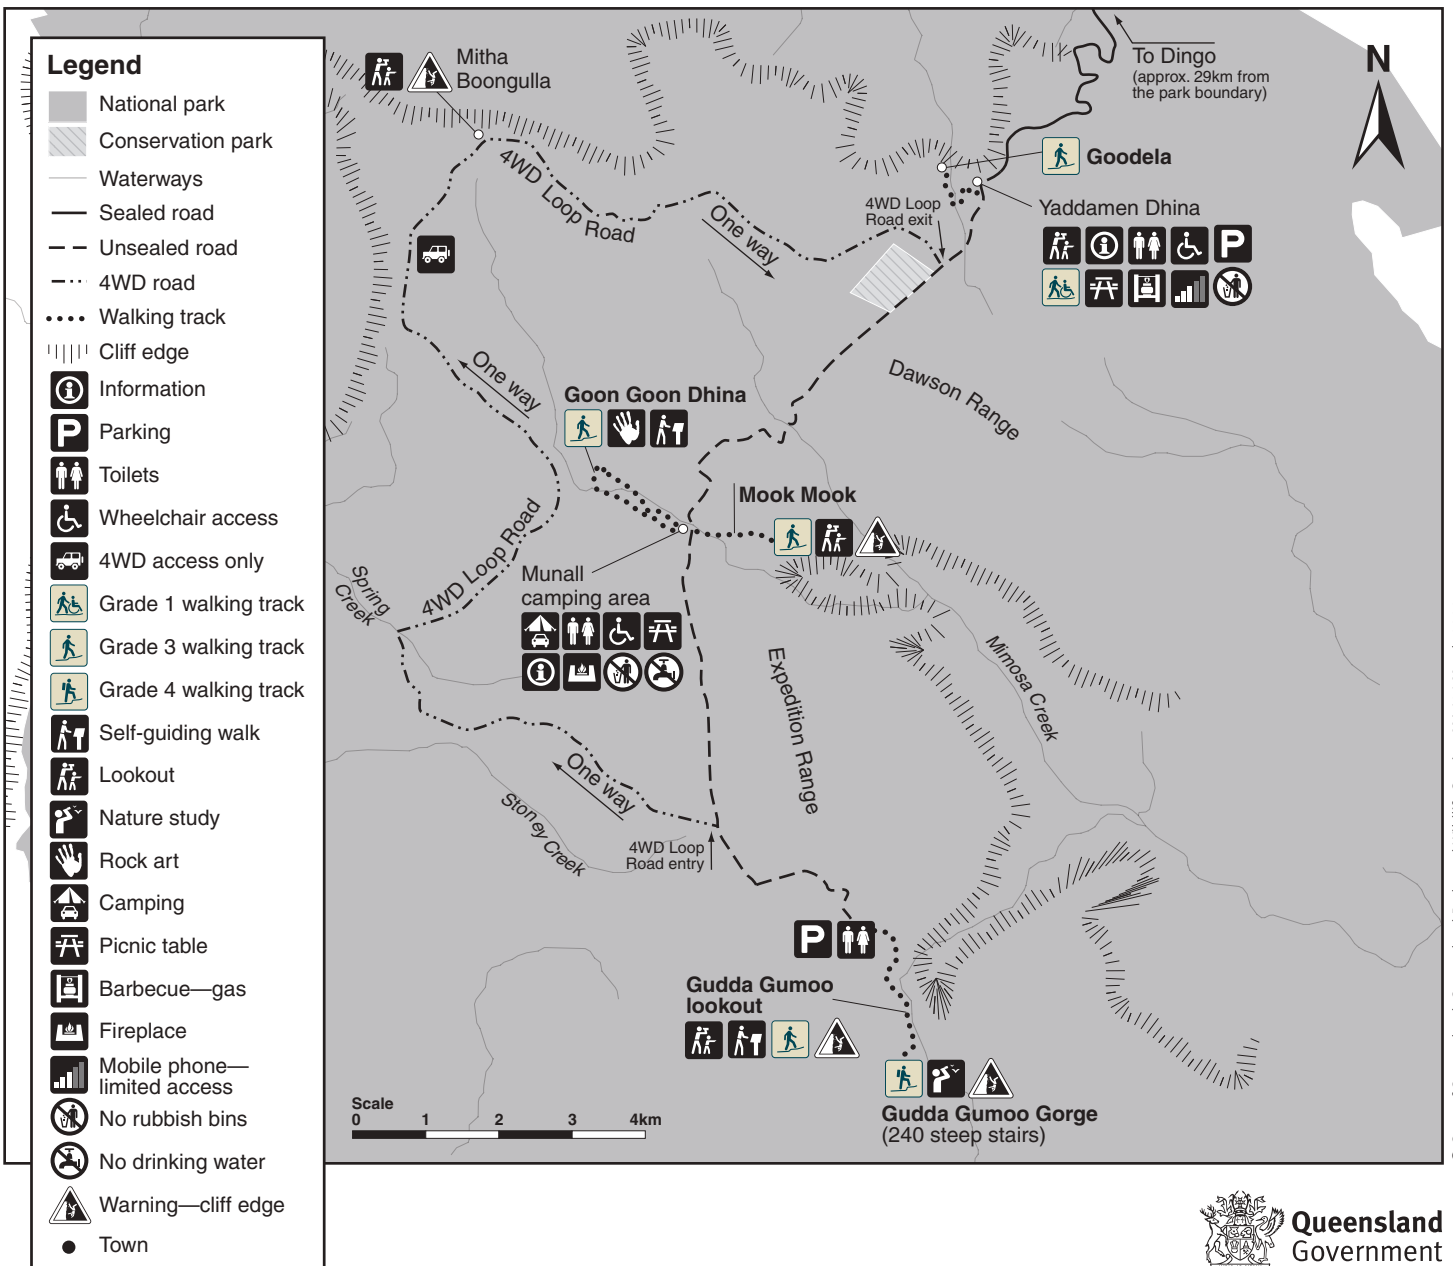 Legend
National park
Conservation park
Waterways
Sealed road
Unsealed road
4WD road
Walking track
Cliff edge
Information
Parking
Toilets
Wheelchair access
4WD access only
Grade 1 walking track
Grade 3 walking track
Grade 4 walking track
Self-guiding walk
Lookout
Nature study
Rock art
Camping
Picnic table
Barbecue—gas
Fireplace
Mobile phone—
limited access
No rubbish bins
No drinking water
Warning—cliff edge
Town
Mitha
Boongulla
To Dingo
(approx. 29km from
the park boundary)
N
Goodela
4WD Loop Road
One way
4WD Loop
Road exit
Yaddamen Dhina
P
One way
Goon Goon Dhina
Dawson Range
Mook Mook
4WD Loop Road
Spring
Creek
Munall
camping area
Mimosa Creek
Expedition Range
One way
Stoney Creek
4WD Loop
Road entry
P
Gudda Gumoo
lookout
Gudda Gumoo Gorge
(240 steep stairs)
Scale
0 1 2 3 4km
Queensland
Government